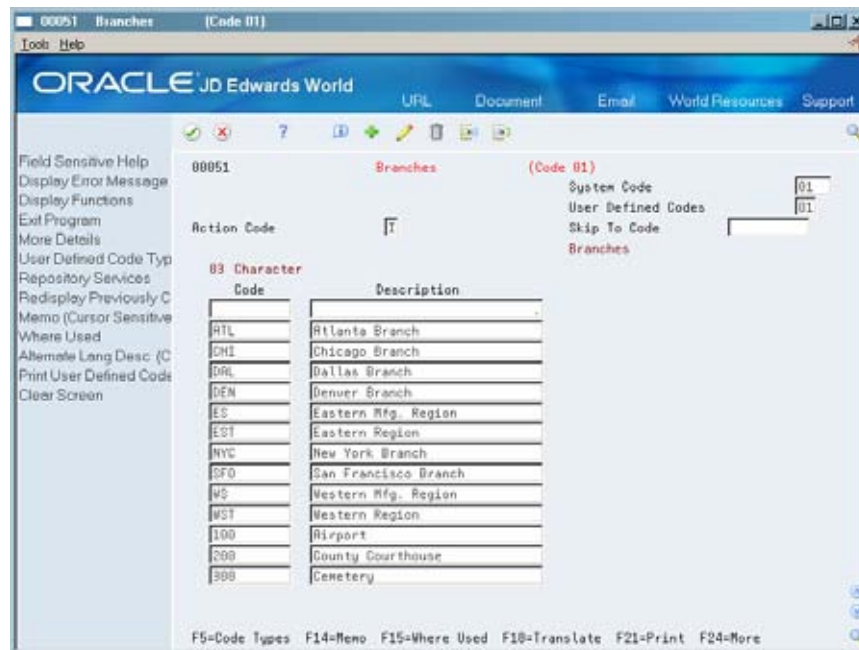 00051 Branches (Code 01)
Tools Help
ORACLE JD Edwards World
URL Document Email World Resources Support
Field Sensitive Help
Display Error Message
Display Functions
Exit Program
More Details
User Defined Code Typ
Repository Services
Redisplay Previously C
Memo (Cursor Sensitive
Where Used
Alternate Lang Desc (C
Print User Defined Code
Clear Screen
00051 Branches (Code 01)
System Code 01
User Defined Codes 01
Action Code I Skip To Code
Branches
03 Character
Code Description
.
ATL Atlanta Branch
CHI Chicago Branch
DAL Dallas Branch
DEN Denver Branch
ES Eastern Mfg. Region
EST Eastern Region
NYC New York Branch
SFO San Francisco Branch
WS Western Mfg. Region
WST Western Region
100 Airport
200 County Courthouse
300 Cemetery
F5=Code Types F14=Memo F15=Where Used F18=Translate F21=Print F24=More